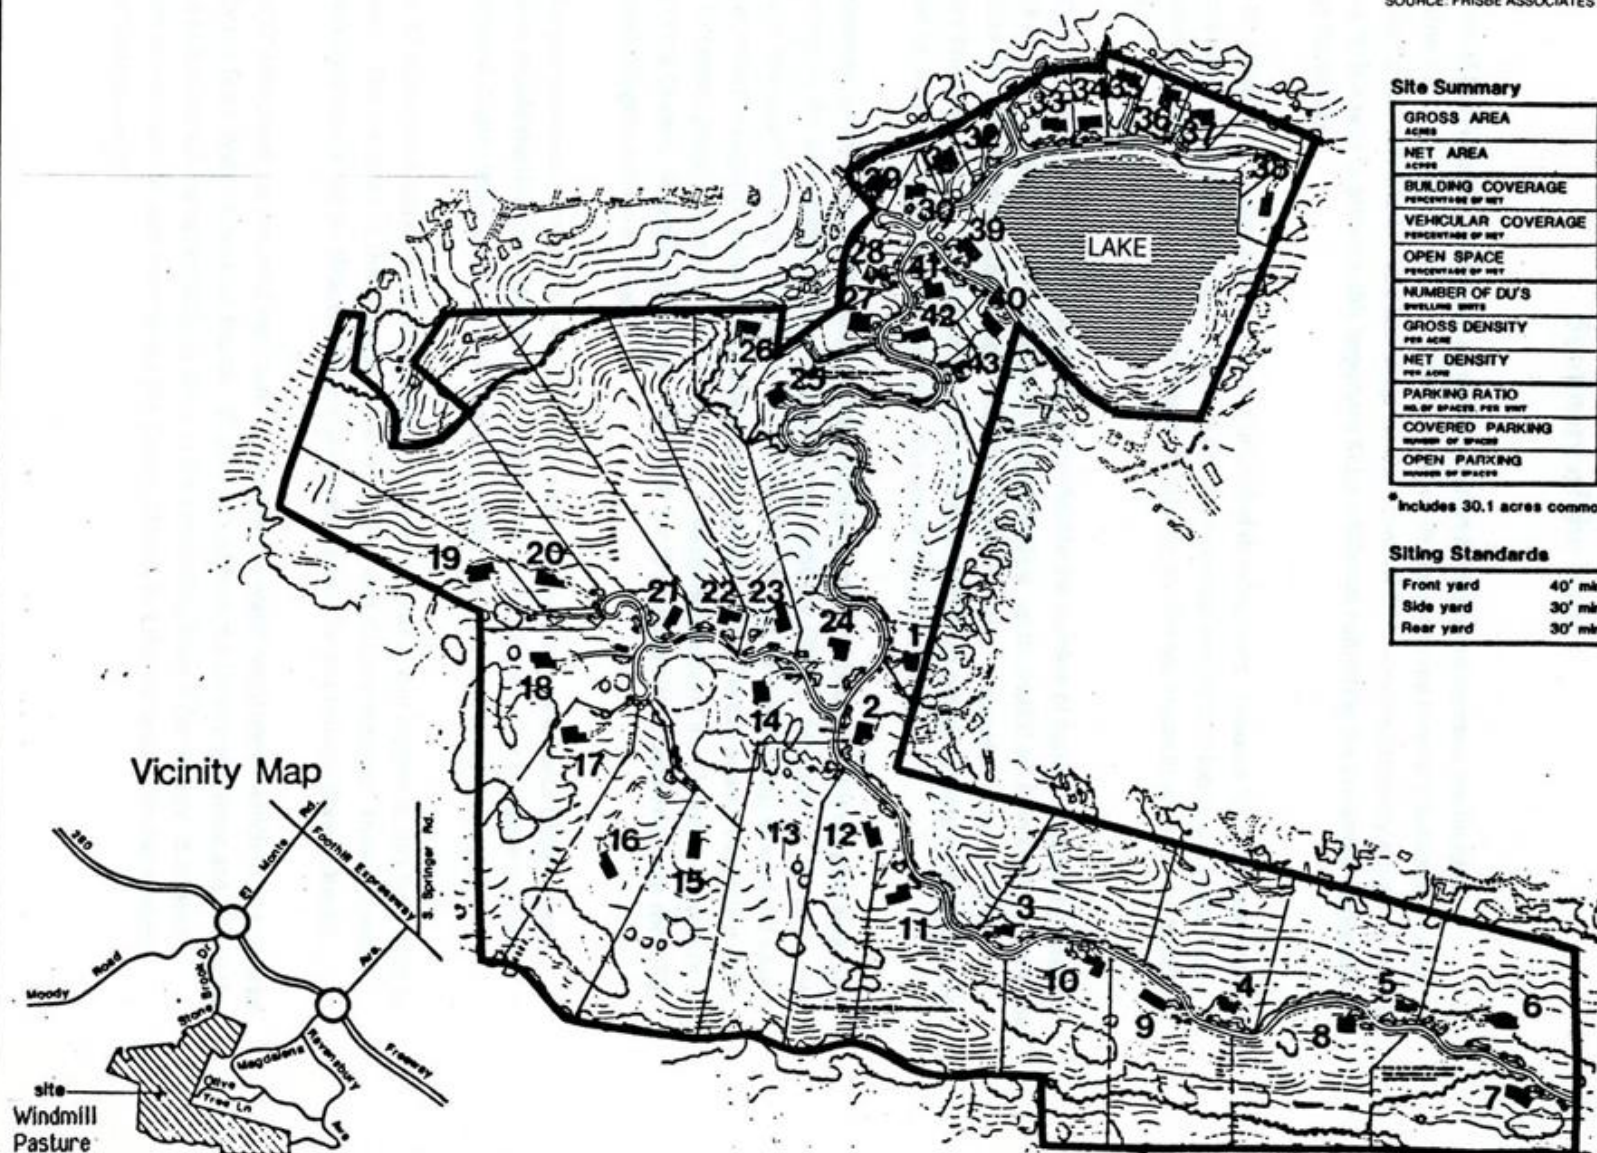 SOURCE: FRISBE ASSOCIATES
Site Summary
GROSS AREA
ACRES
NET AREA
ACRES
BUILDING COVERAGE
PERCENTAGE OF NET
VEHICULAR COVERAGE
PERCENTAGE OF NET
OPEN SPACE
PERCENTAGE OF NET
NUMBER OF DU'S
DWELLING UNITS
GROSS DENSITY
PER ACRE
NET DENSITY
PER ACRE
PARKING RATIO
NO. OF SPACES PER UNIT
COVERED PARKING
NUMBER OF SPACES
OPEN PARKING
NUMBER OF SPACES
*Includes 30.1 acres commo
Siting Standards
Front yard 40' min
Side yard 30' min
Rear yard 30' min
LAKE
33
34
35
36
37
32
38
29
30
39
28
41
40
27
42
26
43
25
19
20
21
22
23
24
1
18
14
2
17
16
15
13
12
11
3
10
4
5
6
9
8
7
Vicinity Map
280
El Monte Rd.
Foothill Expressway
S. Springer Rd.
Moody Road
Stone Brook Dr.
Ave.
Magdalena
Ravensbury
Ave
Freeway
Olive
Tree Ln
site
Windmill
Pasture